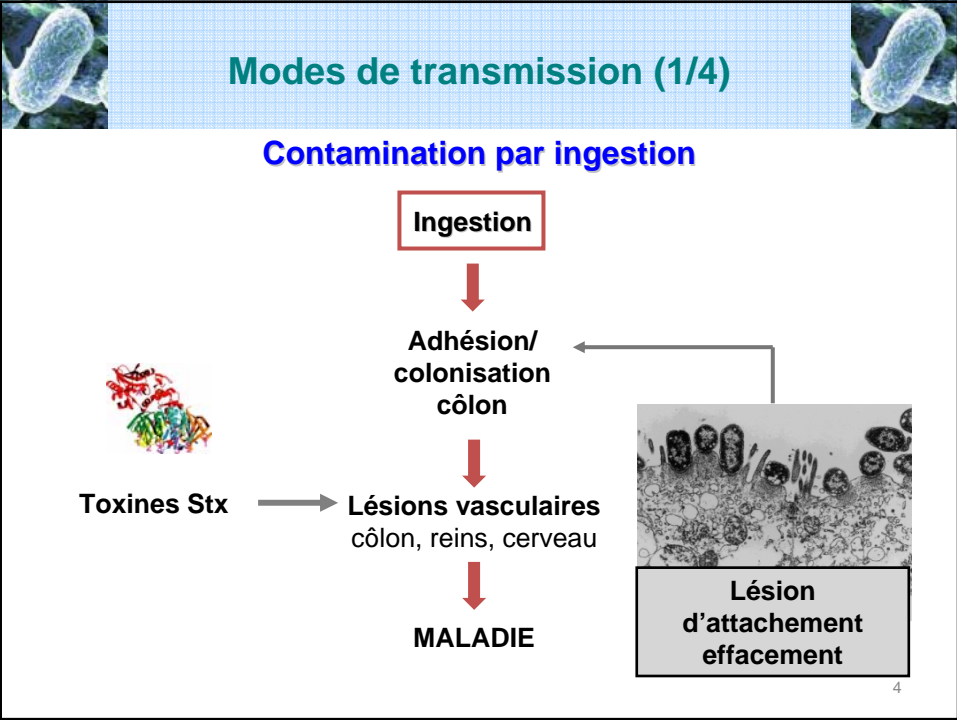 Modes de transmission (1/4)
Contamination par ingestion
Ingestion
Adhésion/
colonisation
côlon
Toxines Stx
Lésions vasculaires
côlon, reins, cerveau
MALADIE
Lésion
d'attachement
effacement
4